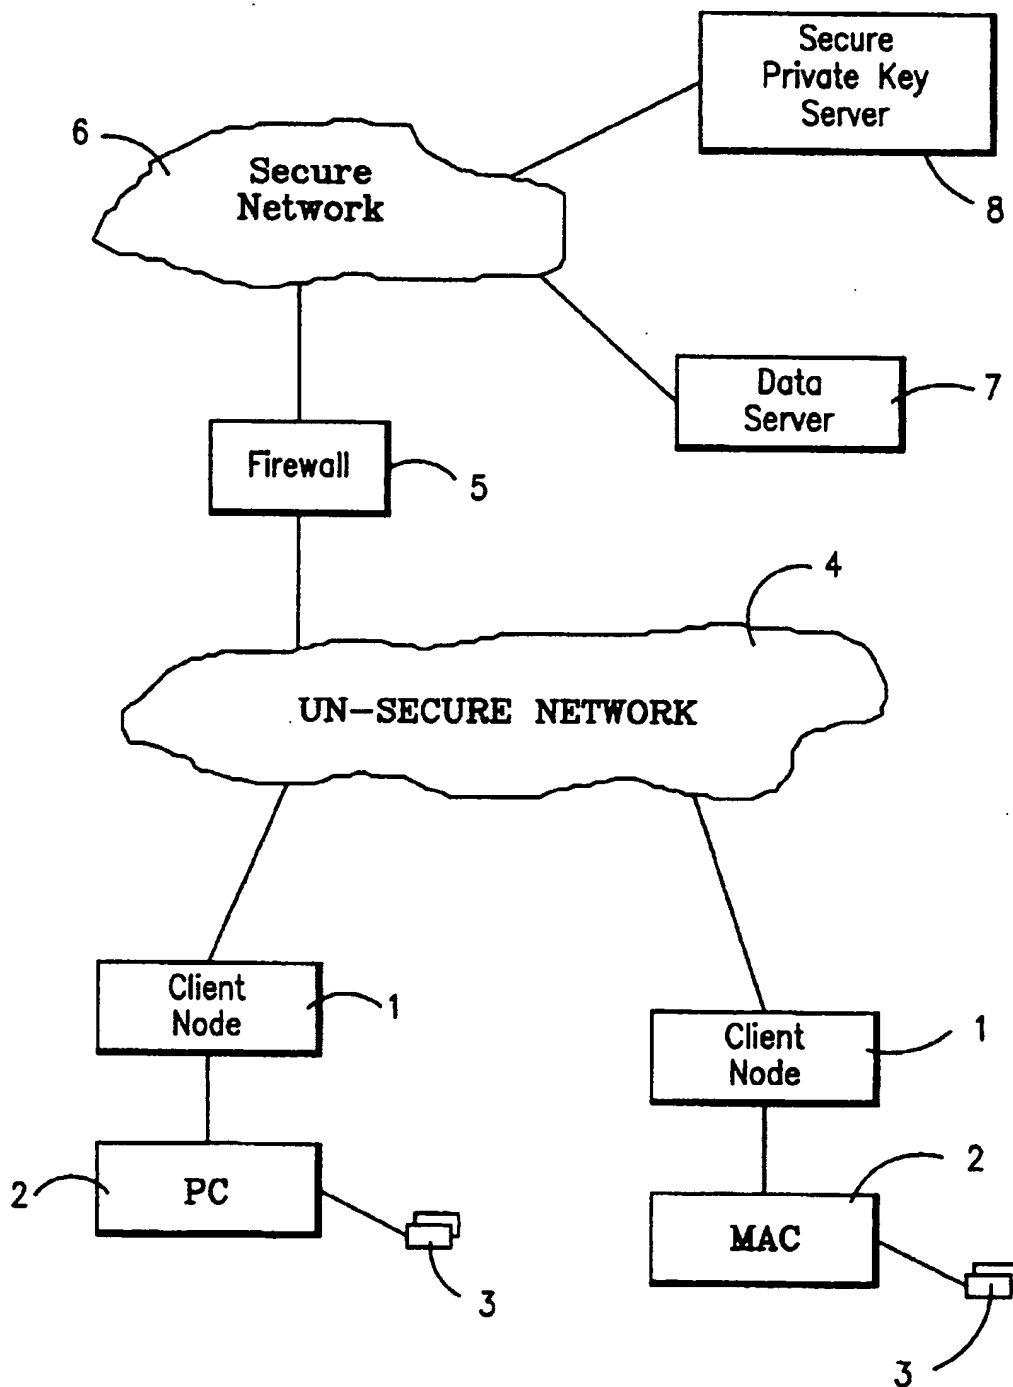 Secure
Private Key
Server
8
6
Secure
Network
Data
Server
7
Firewall
5
4
UN-SECURE NETWORK
Client
Node
1
Client
Node
1
PC
2
3
MAC
2
3